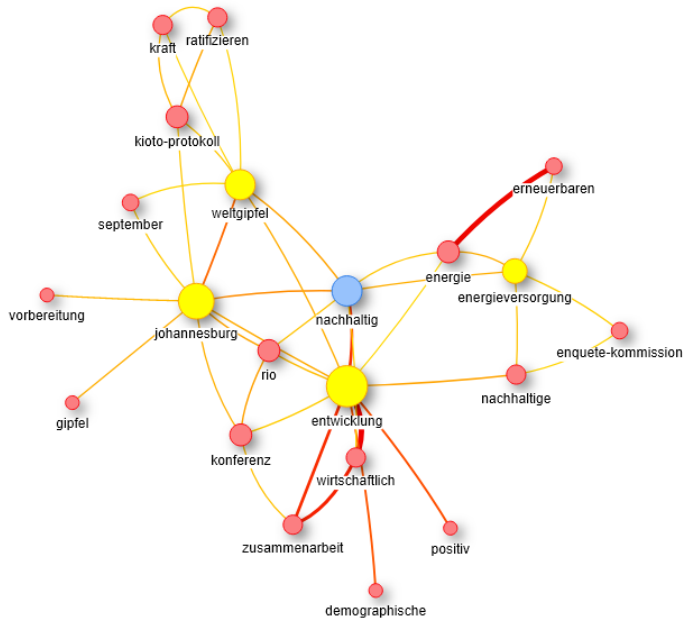 ratifizieren
kraft
kioto-protokoll
erneuerbaren
weltgipfel
september
energie
energieversorgung
vorbereitung
nachhaltig
johannesburg
enquete-kommission
rio
nachhaltige
gipfel
entwicklung
konferenz
wirtschaftlich
zusammenarbeit
positiv
demographische